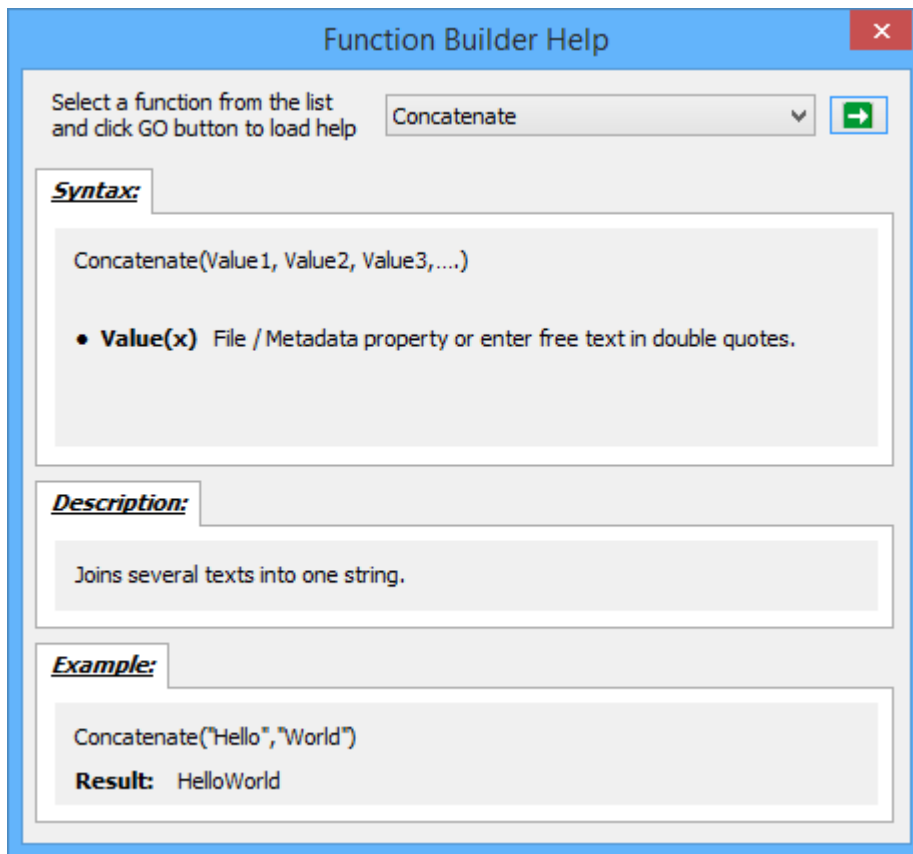 Function Builder Help
Select a function from the list
and click GO button to load help
Concatenate
Syntax:
Concatenate(Value1, Value2, Value3,....)
• Value(x) File / Metadata property or enter free text in double quotes.
Description:
Joins several texts into one string.
Example:
Concatenate("Hello","World")
Result: HelloWorld